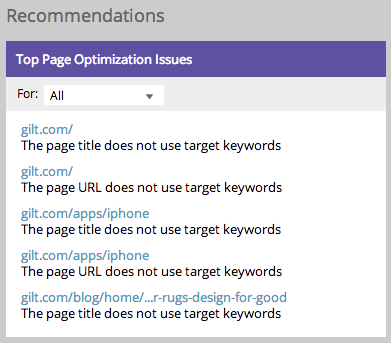 Recommendations
Top Page Optimization Issues
For: All
gilt.com/
The page title does not use target keywords
gilt.com/
The page URL does not use target keywords
gilt.com/apps/iphone
The page title does not use target keywords
gilt.com/apps/iphone
The page URL does not use target keywords
gilt.com/blog/home/...r-rugs-design-for-good
The page title does not use target keywords